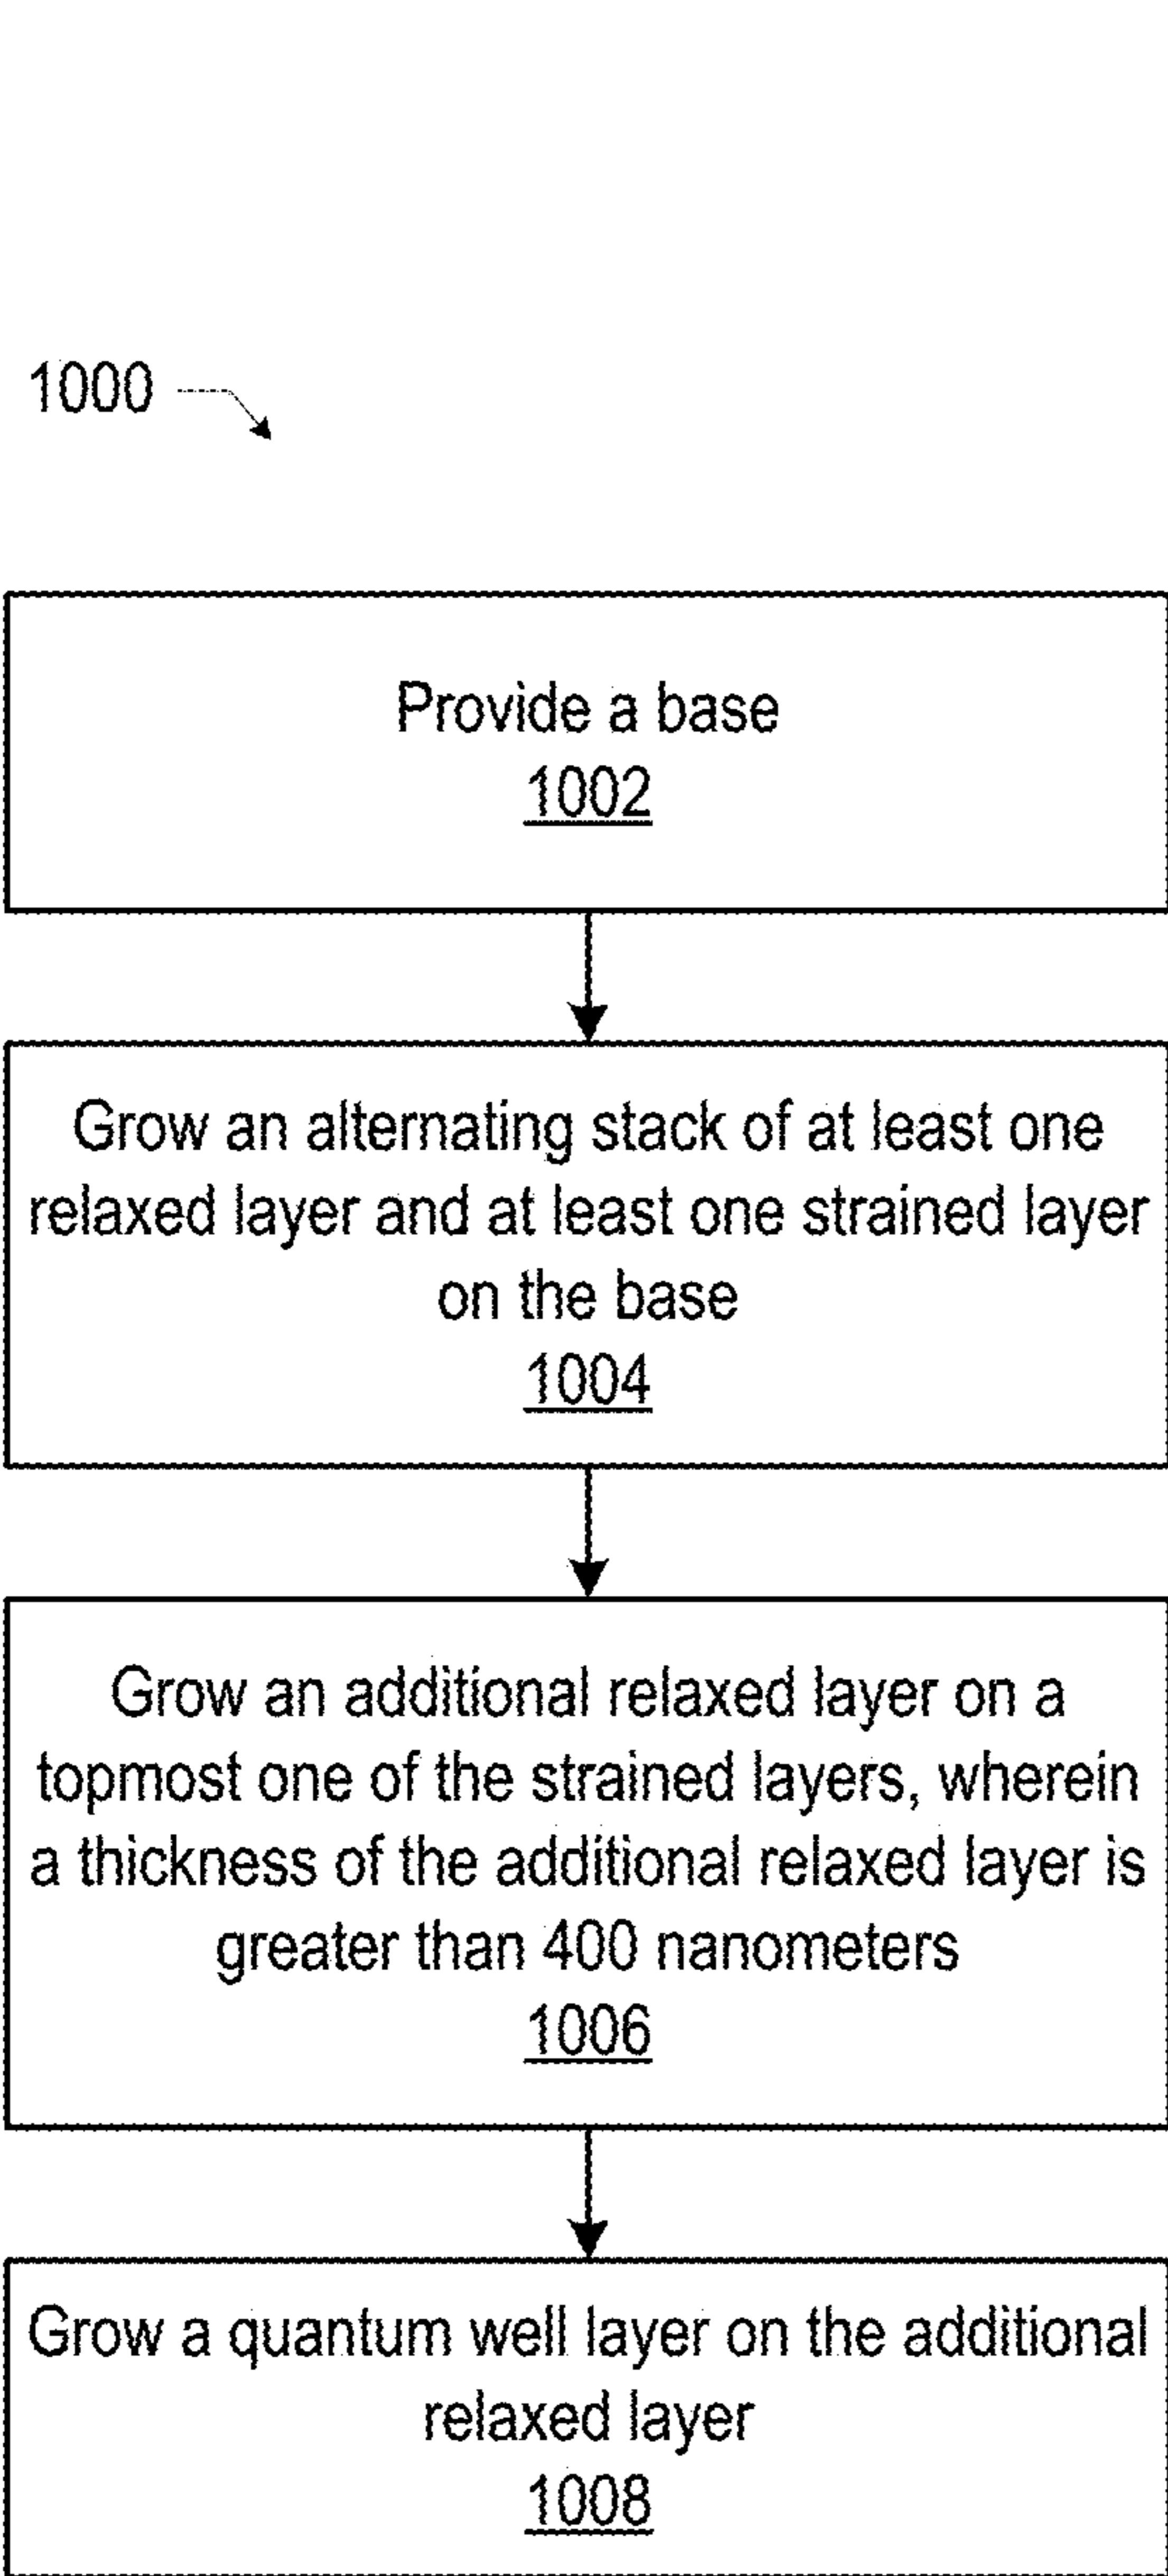 1000
Provide a base
1002
Grow an alternating stack of at least one
relaxed layer and at least one strained layer
on the base
1004
Grow an additional relaxed layer on a
topmost one of the strained layers, wherein
a thickness of the additional relaxed layer is
greater than 400 nanometers
1006
Grow a quantum well layer on the additional
relaxed layer
1008